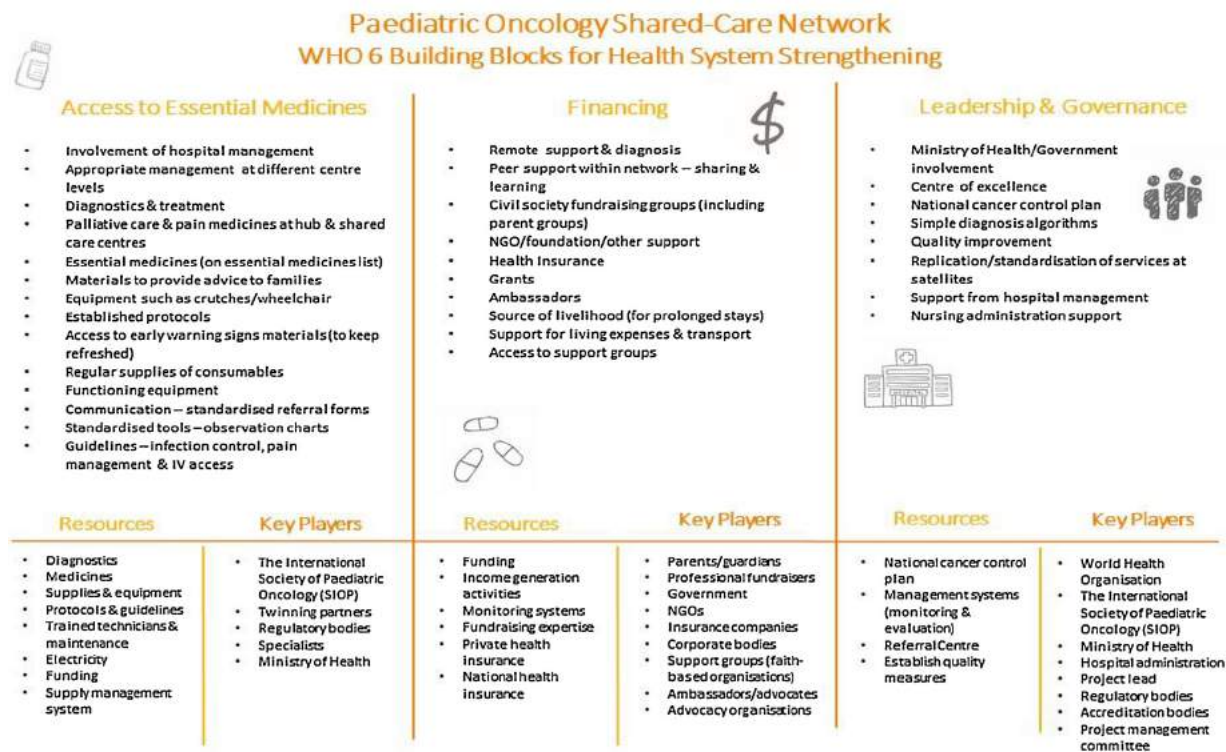 Paediatric Oncology Shared-Care Network
WHO 6 Building Blocks for Health System Strengthening
Access to Essential Medicines
• Involvement of hospital management
• Appropriate management at different centre
levels
• Diagnostics & treatment
• Palliative care & pain medicines at hub & shared
care centres
• Essential medicines (on essential medicines list)
• Materials to provide advice to families
• Equipment such as crutches/wheelchair
• Established protocols
• Access to early warning signs materials (to keep
refreshed)
• Regular supplies of consumables
• Functioning equipment
• Communication – standardised referral forms
• Standardised tools – observation charts
• Guidelines – infection control, pain
management & IV access
Financing
$
• Remote support & diagnosis
• Peer support within network – sharing &
learning
• Civil society fundraising groups (including
parent groups)
• NGO/foundation/other support
• Health Insurance
• Grants
• Ambassadors
• Source of livelihood (for prolonged stays)
• Support for living expenses & transport
• Access to support groups
Leadership & Governance
• Ministry of Health/Government
involvement
• Centre of excellence
• National cancer control plan
• Simple diagnosis algorithms
• Quality improvement
• Replication/standardisation of services at
satellites
• Support from hospital management
• Nursing administration support
Resources
• Diagnostics
• Medicines
• Supplies & equipment
• Protocols & guidelines
• Trained technicians &
maintenance
• Electricity
• Funding
• Supply management
system
Key Players
• The International
Society of Paediatric
Oncology (SIOP)
• Twinning partners
• Regulatory bodies
• Specialists
• Ministry of Health
Resources
• Funding
• Income generation
activities
• Monitoring systems
• Fundraising expertise
• Private health
insurance
• National health
insurance
Key Players
• Parents/guardians
• Professional fundraisers
• Government
• NGOs
• Insurance companies
• Corporate bodies
• Support groups (faith-
based organisations)
• Ambassadors/advocates
• Advocacy organisations
Resources
• National cancer control
plan
• Management systems
(monitoring &
evaluation)
• Referral Centre
• Establish quality
measures
Key Players
• World Health
Organisation
• The International
Society of Paediatric
Oncology (SIOP)
• Ministry of Health
• Hospital administration
• Project lead
• Regulatory bodies
• Accreditation bodies
• Project management
committee